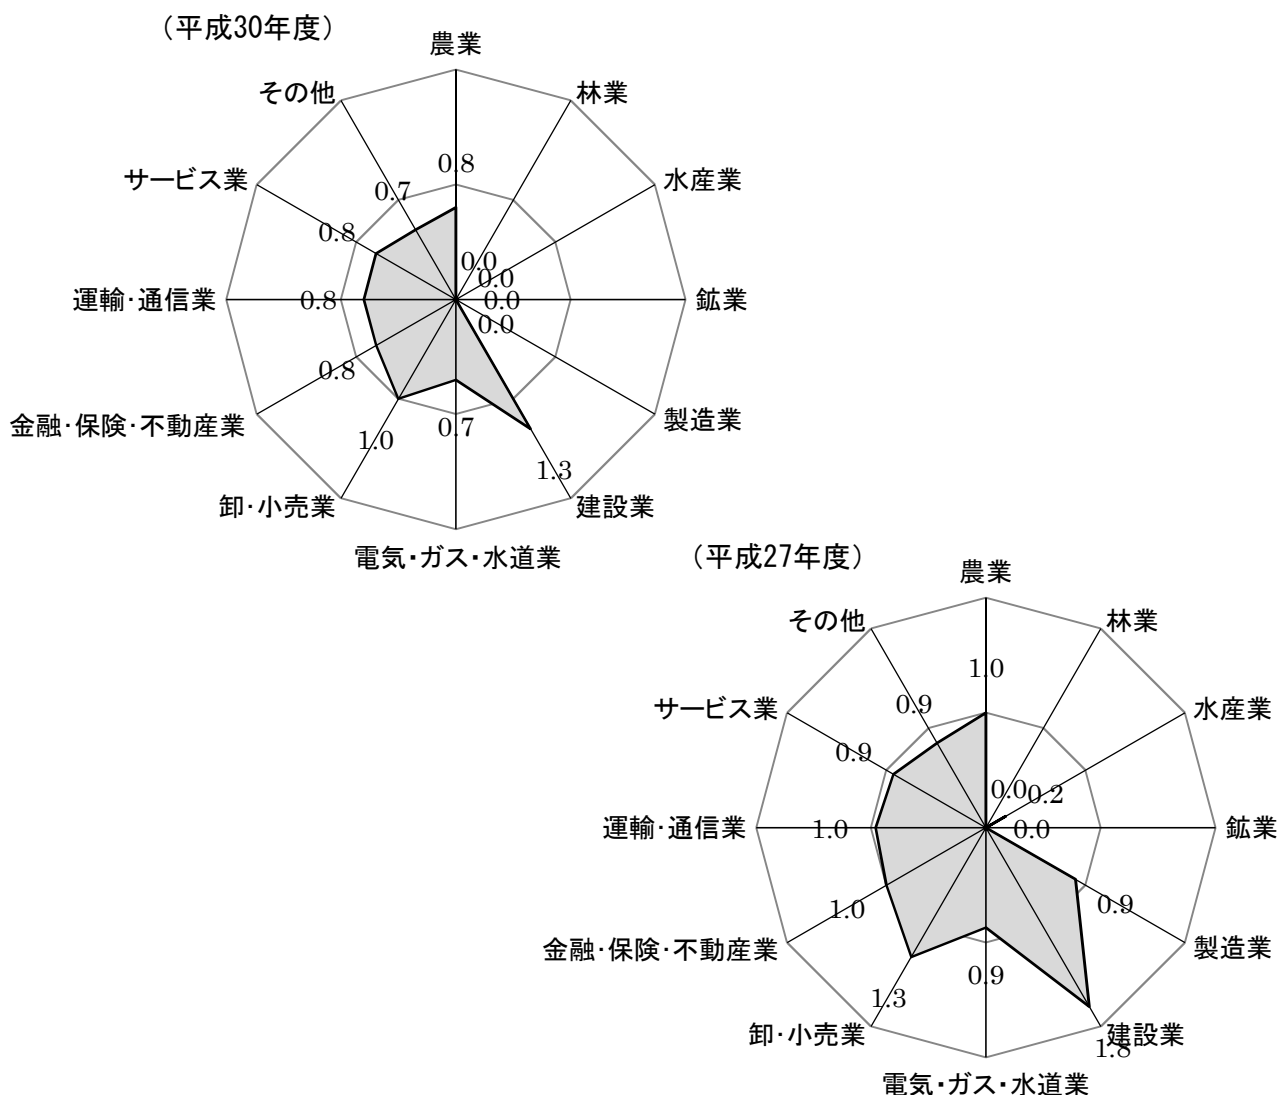 （平成30年度）
農業
林業
水産業
鉱業
製造業
建設業
電気・ガス・水道業
卸・小売業
金融・保険・不動産業
運輸・通信業
サービス業
その他
0.8
0.0
0.0
0.0
0.0
1.3
0.7
1.0
0.8
0.8
0.8
0.7
（平成27年度）
農業
林業
水産業
鉱業
製造業
建設業
電気・ガス・水道業
卸・小売業
金融・保険・不動産業
運輸・通信業
サービス業
その他
1.0
0.0
0.2
0.0
0.9
1.8
0.9
1.3
1.0
1.0
0.9
0.9